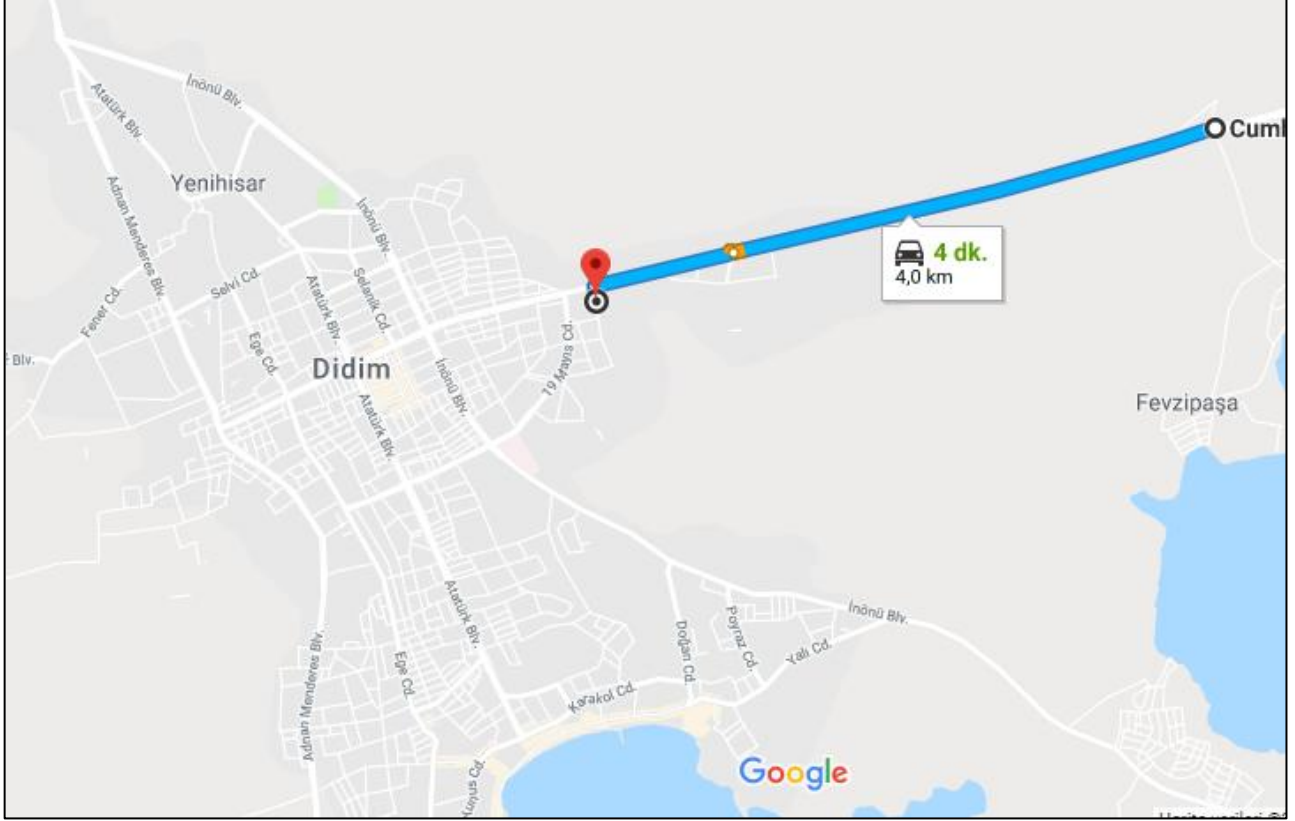 İnönü Blv.
Atatürk Blv.
Cuml
Yenihisar
Adnan Menderes Blv.
İnönü Blv.
4 dk.
4,0 km
Selvi Cd.
Selanik Cd.
Atatürk Blv.
Fener Cd.
Ege Cd.
Blv.
Didim
İnönü Blv.
19 Mayıs Cd.
Atatürk Blv.
Fevzipaşa
Atatürk Blv.
İnönü Blv.
Poyraz Cd.
Doğan Cd.
Yalı Cd.
Ege Cd.
Adnan Menderes Blv.
Karakol Cd.
Google